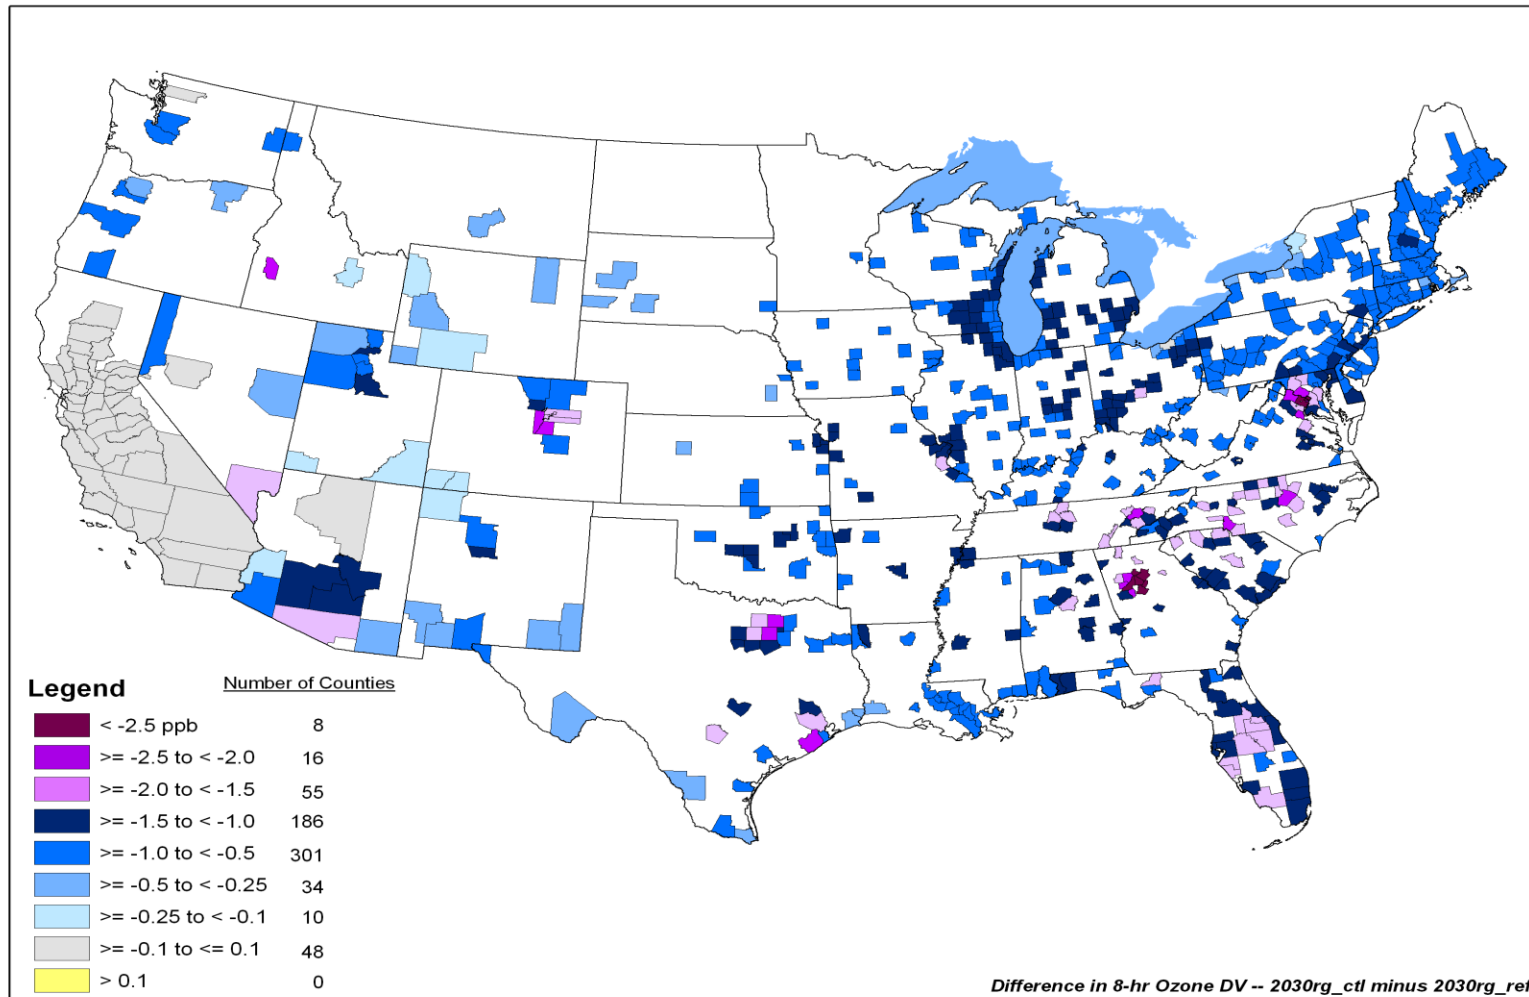 Legend Number of Counties
< -2.5 ppb 8
>= -2.5 to < -2.0 16
>= -2.0 to < -1.5 55
>= -1.5 to < -1.0 186
>= -1.0 to < -0.5 301
>= -0.5 to < -0.25 34
>= -0.25 to < -0.1 10
>= -0.1 to <= 0.1 48
> 0.1 0
Difference in 8-hr Ozone DV -- 2030rg_ctl minus 2030rg_ref